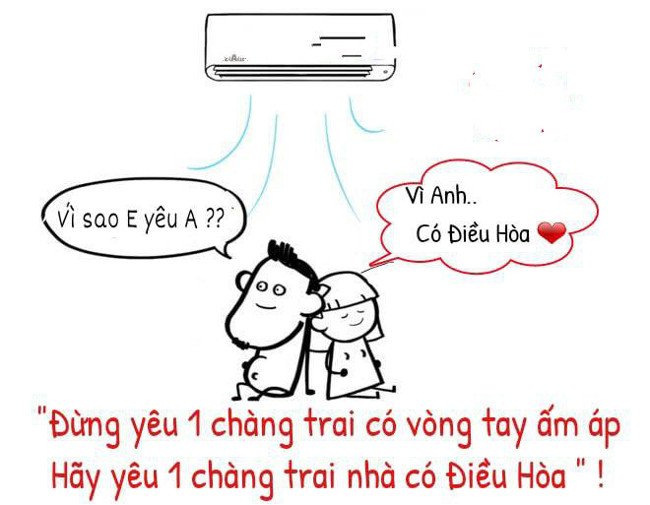 Vì sao E yêu A ??
Vì Anh..
Có Điều Hòa
"Đừng yêu 1 chàng trai có vòng tay ấm áp
Hãy yêu 1 chàng trai nhà có Điều Hòa " !